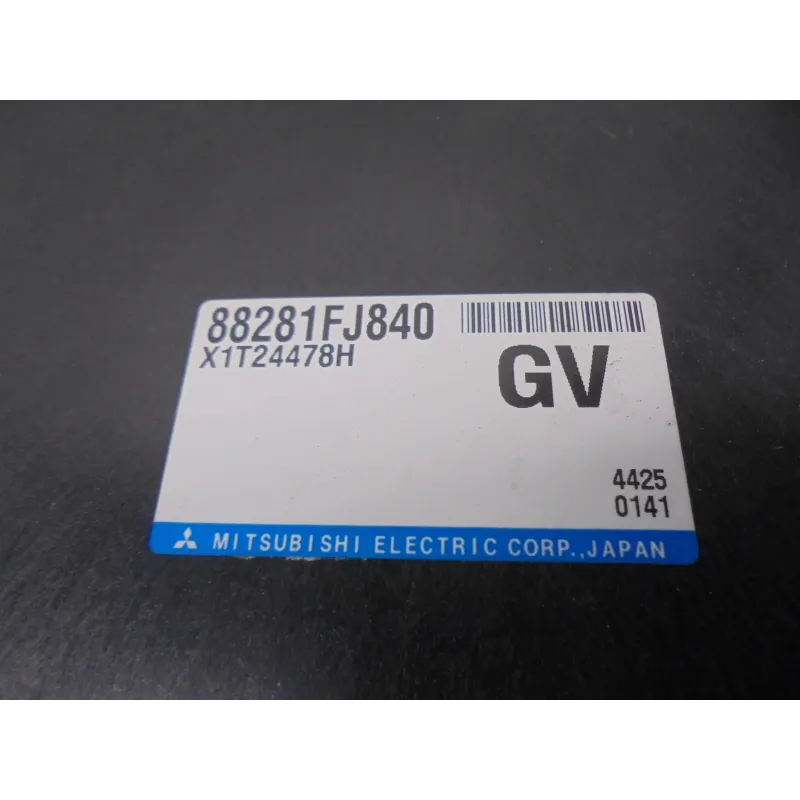 88281FJ840
X1T24478H
GV
4425
0141
MITSUBISHI ELECTRIC CORP.,JAPAN